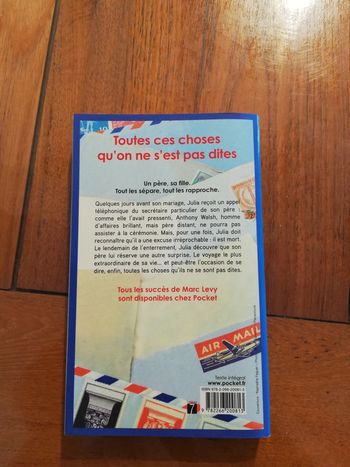 Toutes ces choses
qu'on ne s'est pas dites
Un père, sa fille.
Tout les sépare, tout les rapproche.
Quelques jours avant son mariage, Julia reçoit un appel
téléphonique du secrétaire particulier de son père :
comme elle l'avait pressenti, Anthony Walsh, homme
d'affaires brillant, mais père distant, ne pourra pas
assister à la cérémonie. Mais, pour une fois, Julia doit
reconnaître qu'il a une excuse irréprochable : il est mort.
Le lendemain de l'enterrement, Julia découvre que son
père lui réserve une autre surprise. Le voyage le plus
extraordinaire de sa vie... et peut-être l'occasion de se
dire, enfin, toutes les choses qu'ils ne se sont pas dites.
Tous les succès de Marc Levy
sont disponibles chez Pocket
AIR MAIL
Texte intégral
www.pocket.fr
7
9 782266 200813